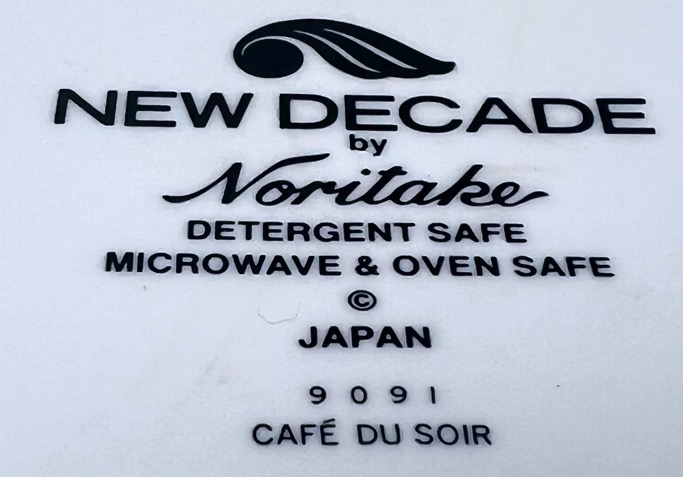 NEW DECADE
by
Noritake
DETERGENT SAFE
MICROWAVE & OVEN SAFE
©
JAPAN
9091
CAFÉ DU SOIR